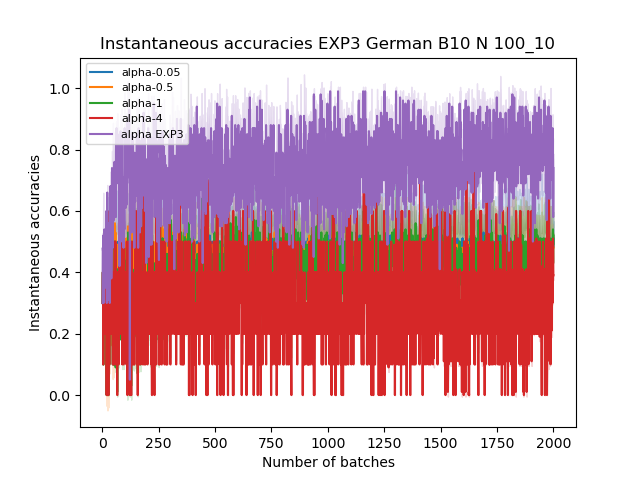 Instantaneous accuracies EXP3 German B10 N 100_10
alpha-0.05
alpha-0.5
alpha-1
alpha-4
alpha EXP3
1.0
0.8
0.6
0.4
0.2
0.0
Instantaneous accuracies
0 250 500 750 1000 1250 1500 1750 2000
Number of batches